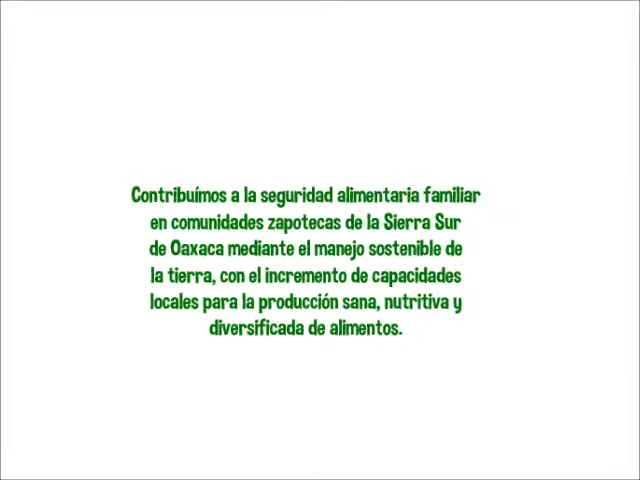 Contribuímos a la seguridad alimentaria familiar
en comunidades zapotecas de la Sierra Sur
de Oaxaca mediante el manejo sostenible de
la tierra, con el incremento de capacidades
locales para la producción sana, nutritiva y
diversificada de alimentos.